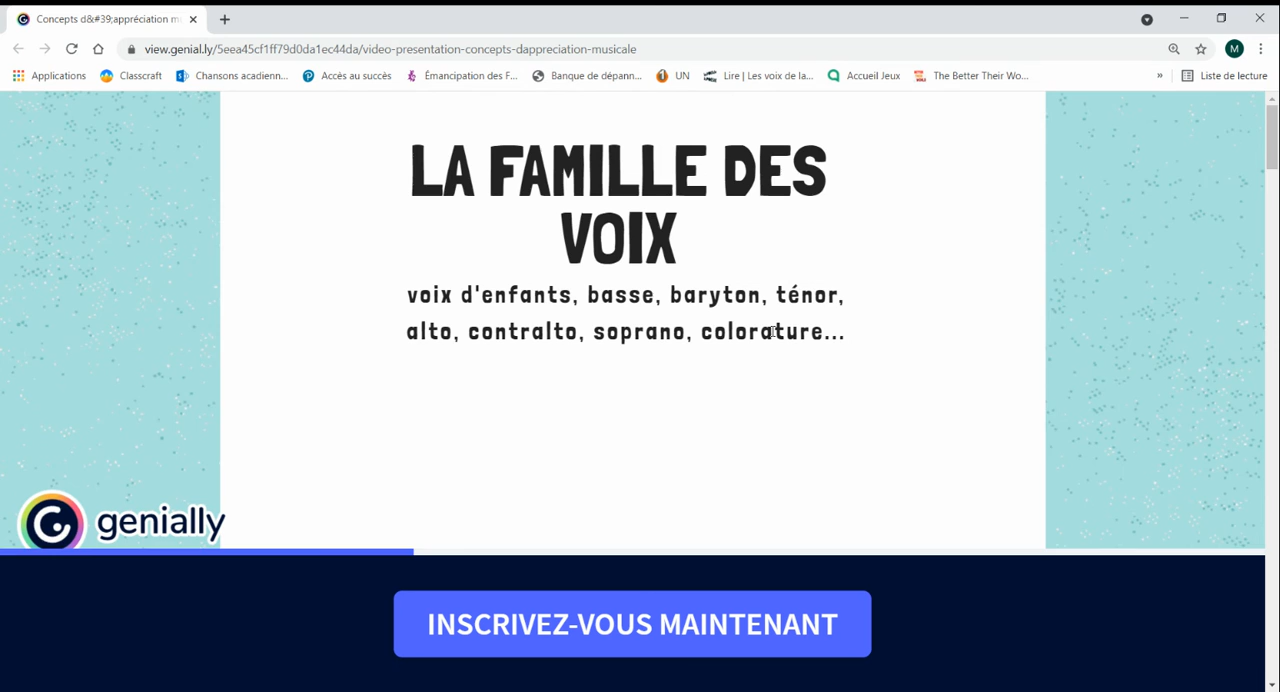 Concepts d&#39;appréciation m
view.genial.ly/5eea45cf1ff79d0da1ec44da/video-presentation-concepts-dappreciation-musicale
M
Applications
Classcraft
Chansons acadienn...
Accès au succès
Émancipation des F...
Banque de dépann...
UN
Lire | Les voix de la...
Accueil Jeux
The Better Their Wo...
»
Liste de lecture
LA FAMILLE DES
VOIX
voix d'enfants, basse, baryton, ténor,
alto, contralto, soprano, colorature...
genially
INSCRIVEZ-VOUS MAINTENANT